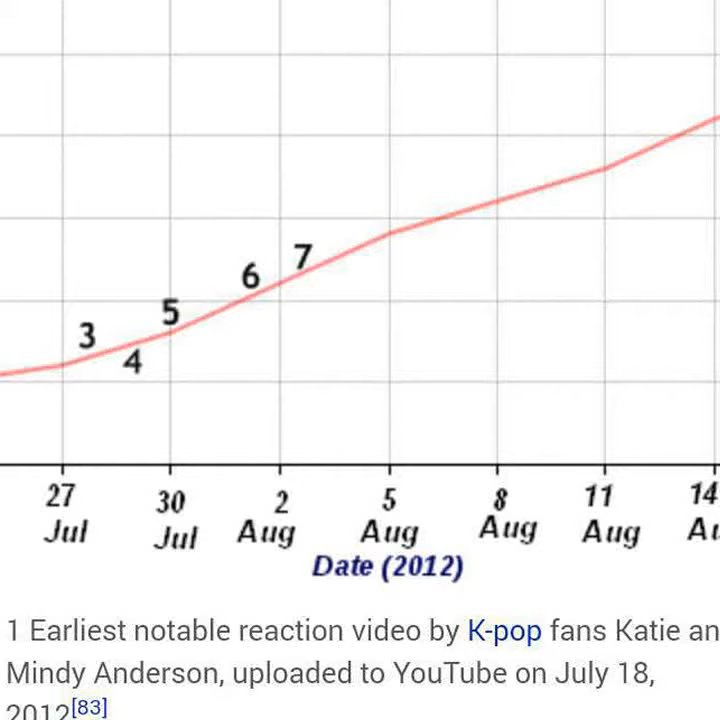 7
6
5
3
4
27 30 2 5 8 11 14
Jul Jul Aug Aug Aug Aug
Date (2012)
1 Earliest notable reaction video by K-pop fans Katie
Mindy Anderson, uploaded to YouTube on July 18,
2012[83]